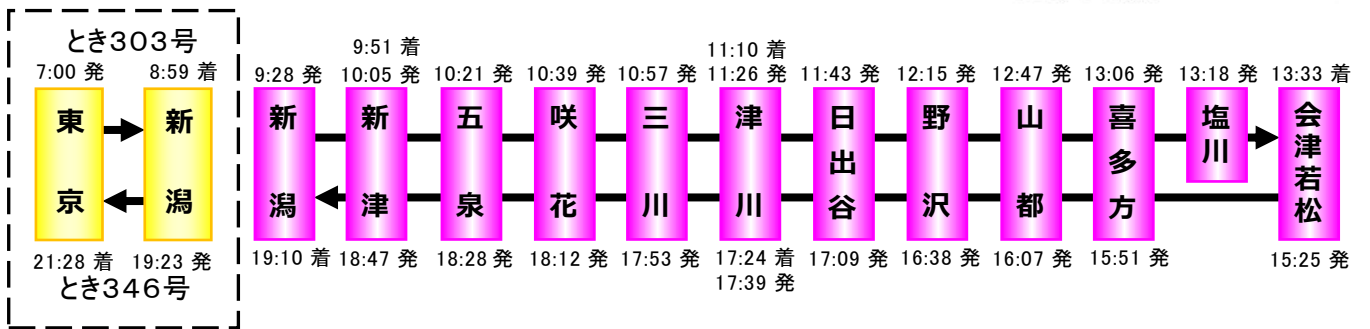 とき303号
7:00 発 8:59 着
東京
新潟
21:28 着 19:23 発
とき346号
9:51 着
11:10 着
9:28 発 10:05 発 10:21 発 10:39 発 10:57 発 11:26 発 11:43 発 12:15 発 12:47 発 13:06 発 13:18 発 13:33 着
新潟
新津
五泉
咲花
三川
津川
日出谷
野沢
山都
喜多方
塩川
会津若松
19:10 着 18:47 発 18:28 発 18:12 発 17:53 発 17:24 着 17:09 発 16:38 発 16:07 発 15:51 発 15:25 発
17:39 発